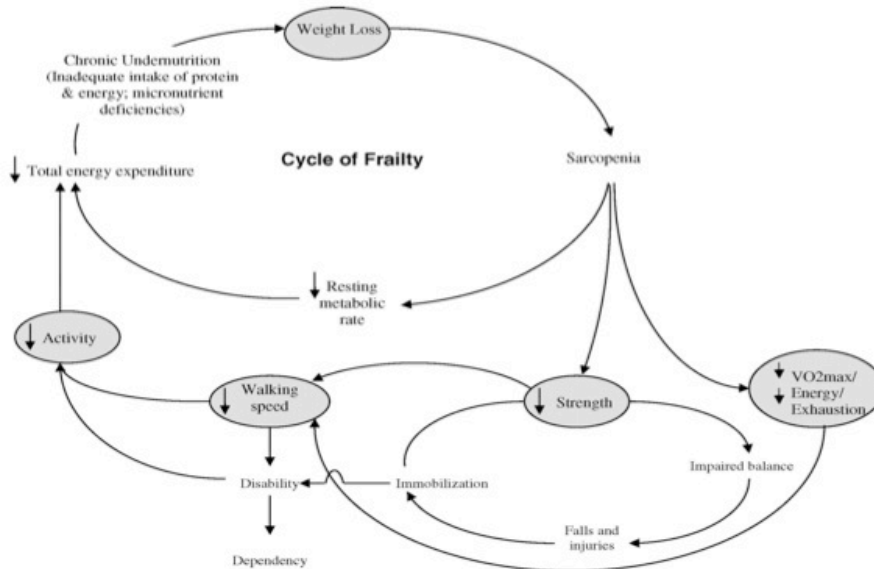 Weight Loss
Chronic Undernutrition
(Inadequate intake of protein
& energy; micronutrient
deficiencies)
Cycle of Frailty
Sarcopenia
↓ Total energy expenditure
↓ Resting
metabolic
rate
↓ Activity
↓ Walking
speed
↓ Strength
↓ VO2max/
↓ Energy/
Exhaustion
Impaired balance
Disability
Immobilization
Falls and
injuries
Dependency